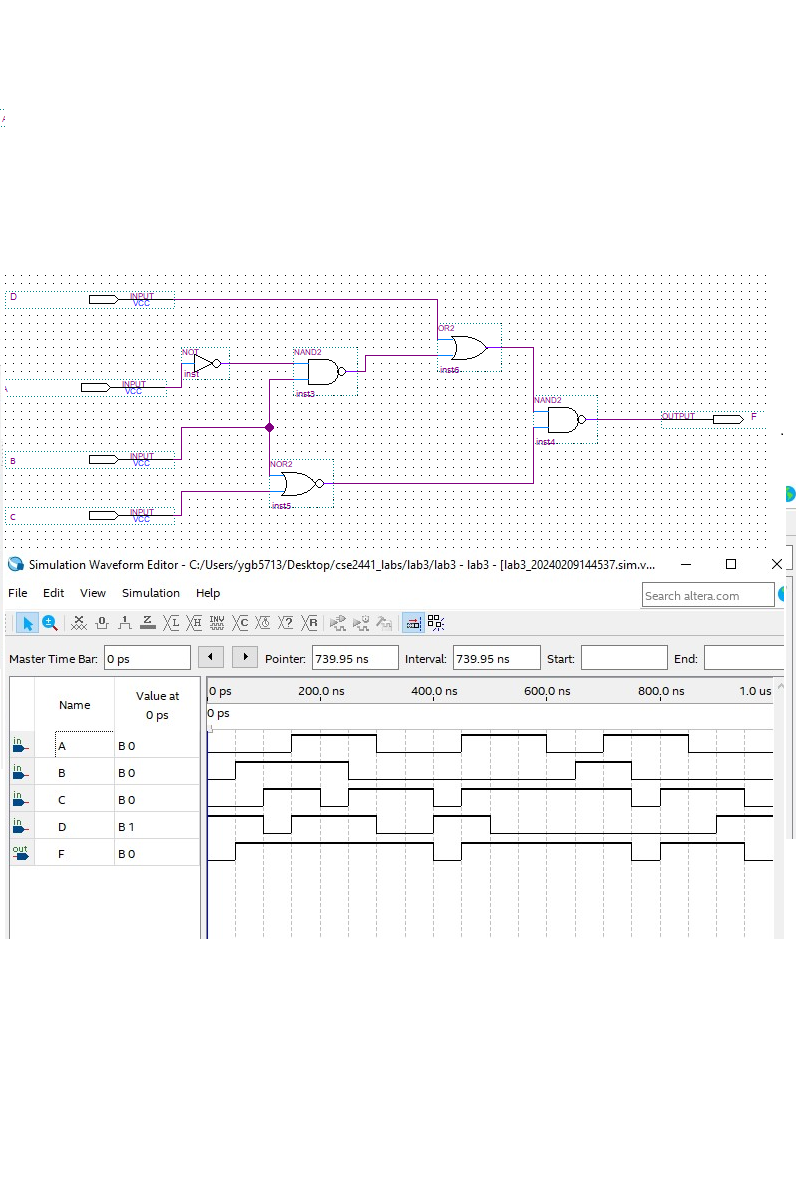 D
INPUT
VCC
OR2
inst6
NOT
inst
NAND2
inst3
INPUT
VCC
NAND2
inst4
OUTPUT
F
B
INPUT
VCC
NOR2
inst5
C
INPUT
VCC
Simulation Waveform Editor - C:/Users/ygb5713/Desktop/cse2441_labs/lab3/lab3 - lab3 - [lab3_20240209144537.sim.v...
File Edit View Simulation Help
Search altera.com
Master Time Bar: 0 ps Pointer: 739.95 ns Interval: 739.95 ns Start: End:
Name Value at 0 ps
0 ps 200.0 ns 400.0 ns 600.0 ns 800.0 ns 1.0 us
0 ps
in A B 0
in B B 0
in C B 0
in D B 1
out F B 0